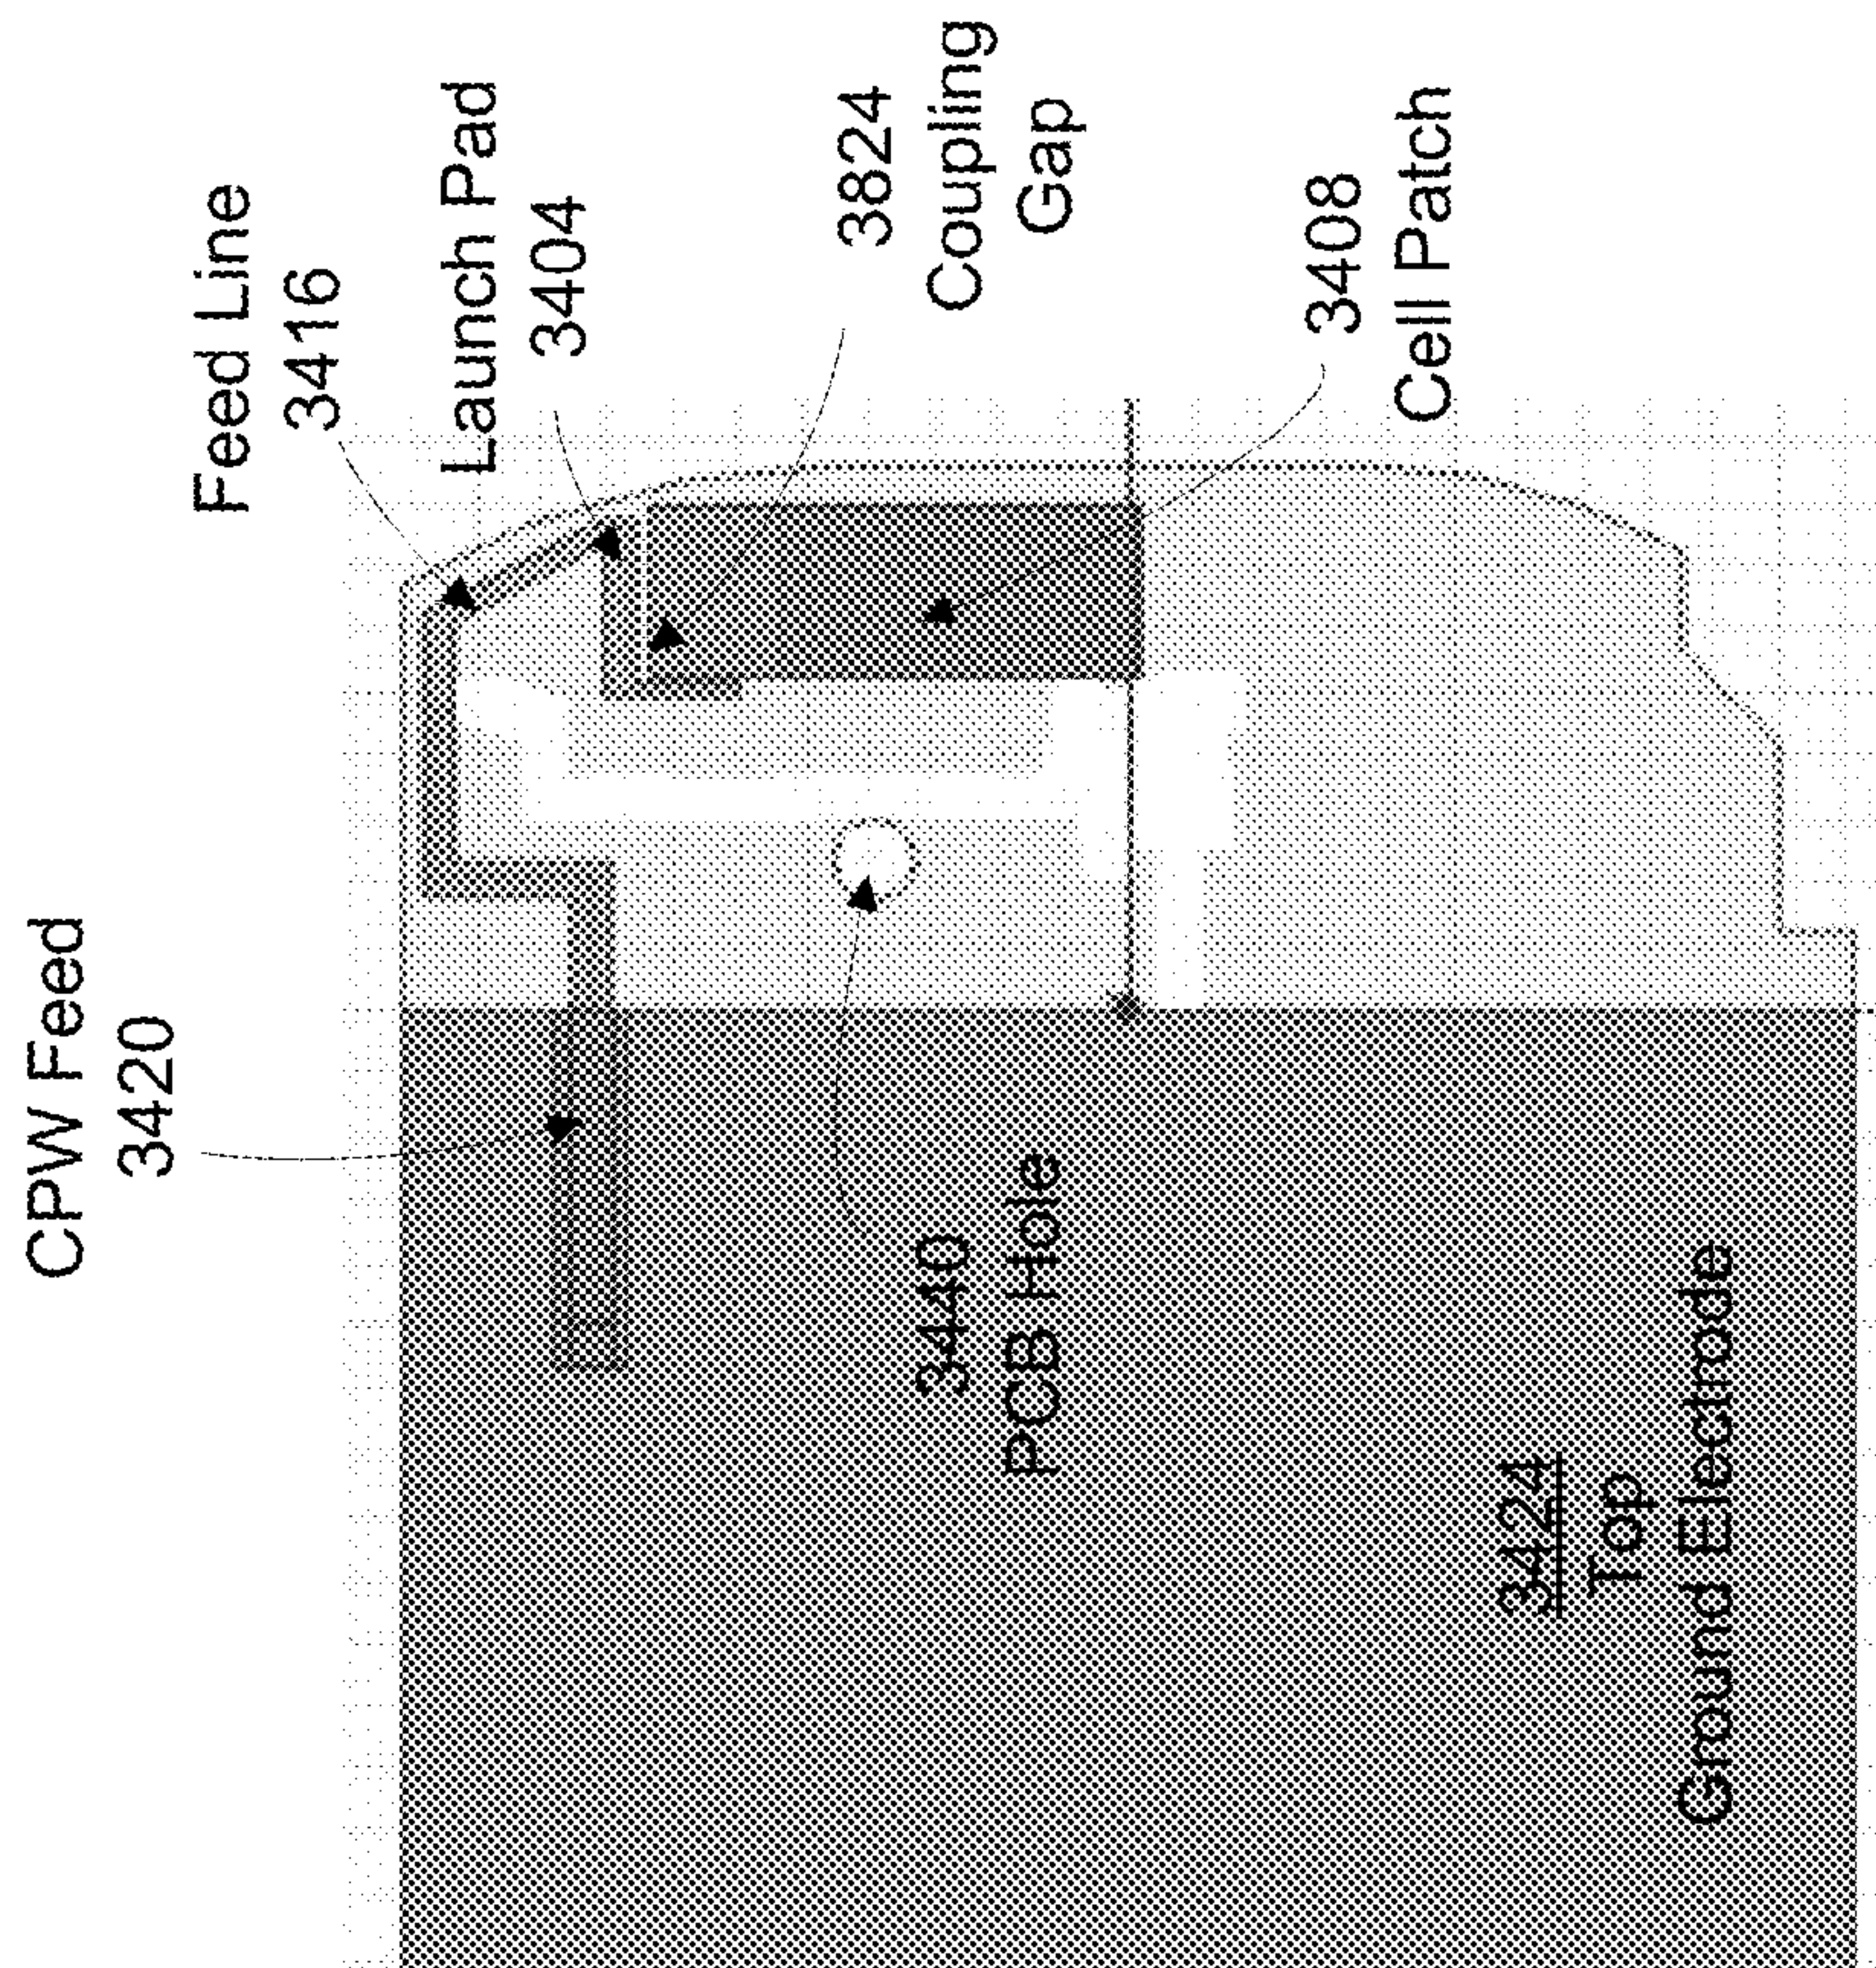 CPW Feed
3420
Feed Line
3416
Launch Pad
3404
3824
Coupling
Gap
3408
Cell Patch
3440
PCB Hole
3424
Top
Ground Electrode